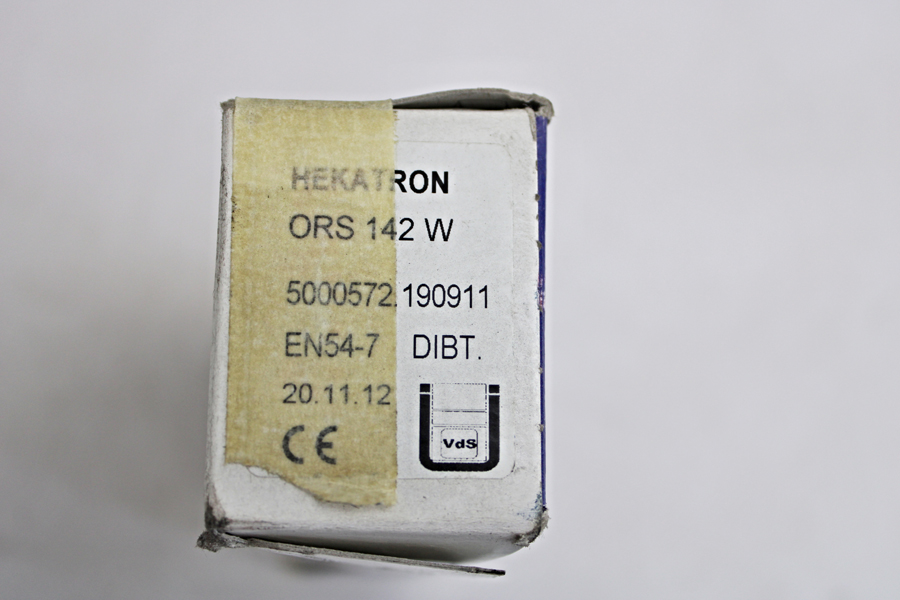 HEKATRON
ORS 142 W
5000572.190911
EN54-7 DIBT.
20.11.12
CE
VdS